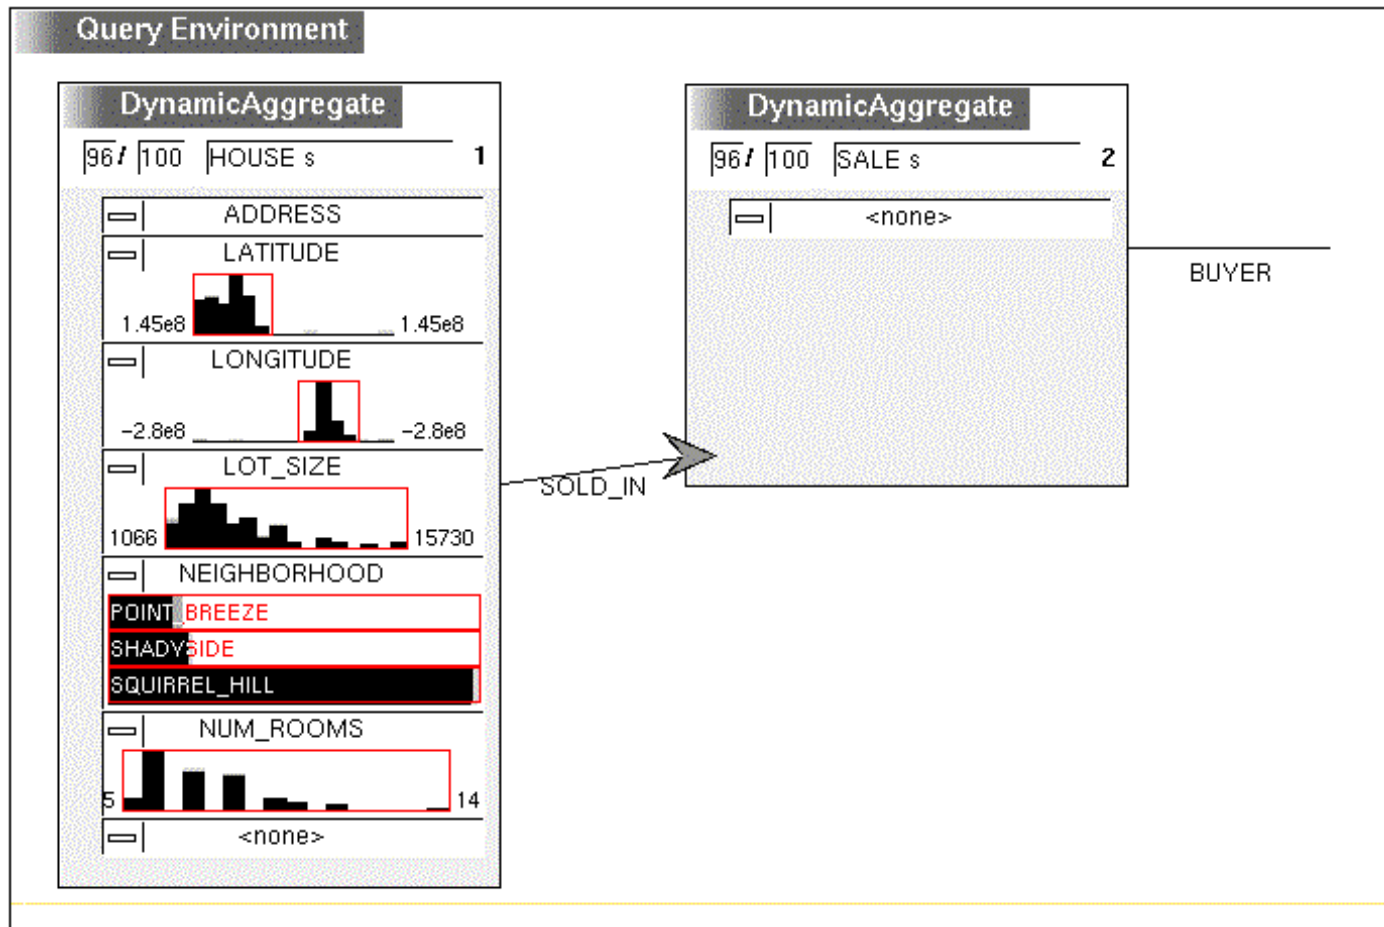 Query Environment
DynamicAggregate
96/ 100 HOUSE s 1
ADDRESS
LATITUDE
1.45e8 1.45e8
LONGITUDE
-2.8e8 -2.8e8
LOT_SIZE
1066 15730
NEIGHBORHOOD
POINT_BREEZE
SHADYSIDE
SQUIRREL_HILL
NUM_ROOMS
5 14
<none>
SOLD_IN
DynamicAggregate
96/ 100 SALE s 2
<none>
BUYER